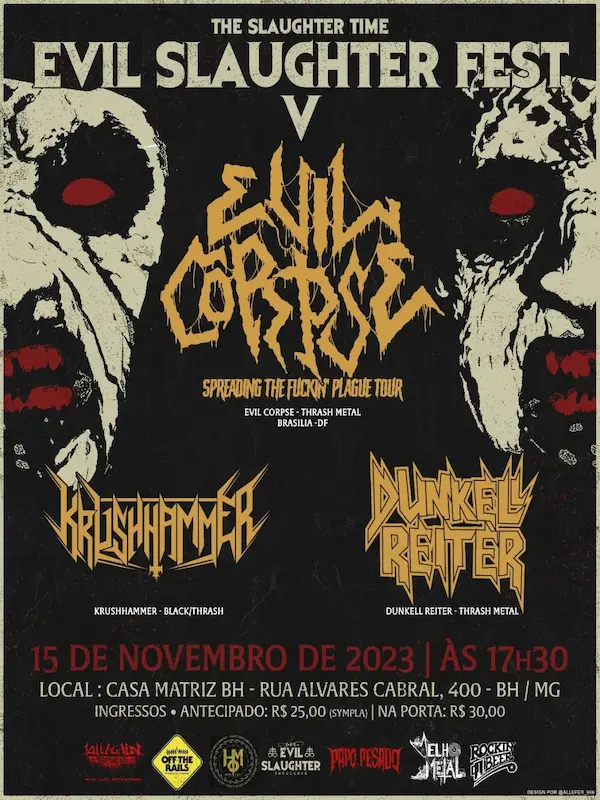 THE SLAUGHTER TIME
EVIL SLAUGHTER FEST
V
EVIL
CORPSE
SPREADING THE FUCKIN' PLAGUE TOUR
EVIL CORPSE - THRASH METAL
BRASILIA -DF
KRUSHHAMMER
DUNKELL
REITER
KRUSHHAMMER - BLACK/THRASH
DUNKELL REITER - THRASH METAL
15 DE NOVEMBRO DE 2023 | ÀS 17H30
LOCAL : CASA MATRIZ BH - RUA ALVARES CABRAL, 400 - BH / MG
INGRESSOS • ANTECIPADO: R$ 25,00 (SYMPLA) | NA PORTA: R$ 30,00
OFF THE
RAILS
EVIL
SLAUGHTER
PAPO PESADO
METAL
ROCKIN'
BEER
DESIGN POR @ALLEFER_666